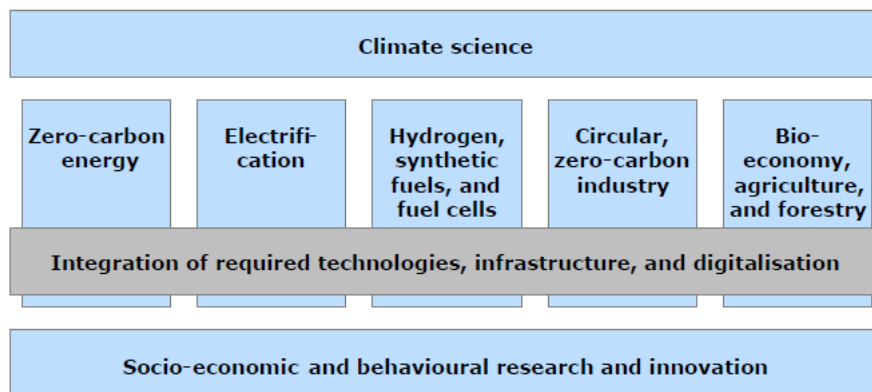 Climate science
Zero-carbon
energy
Electrifi-
cation
Hydrogen,
synthetic
fuels, and
fuel cells
Circular,
zero-carbon
industry
Bio-
economy,
agriculture,
and forestry
Integration of required technologies, infrastructure, and digitalisation
Socio-economic and behavioural research and innovation